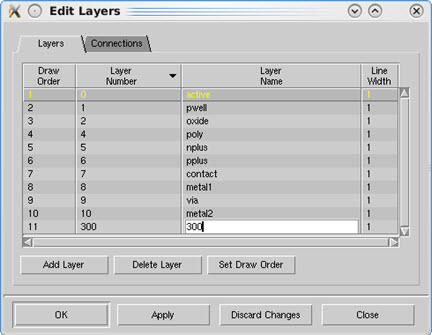 Edit Layers
Layers Connections
Draw Order Layer Number Layer Name Line Width
1 0 active 1
2 1 pwell 1
3 2 oxide 1
4 4 poly 1
5 5 nplus 1
6 6 pplus 1
7 7 contact 1
8 8 metal1 1
9 9 via 1
10 10 metal2 1
11 300 300 1
Add Layer Delete Layer Set Draw Order
OK Apply Discard Changes Close